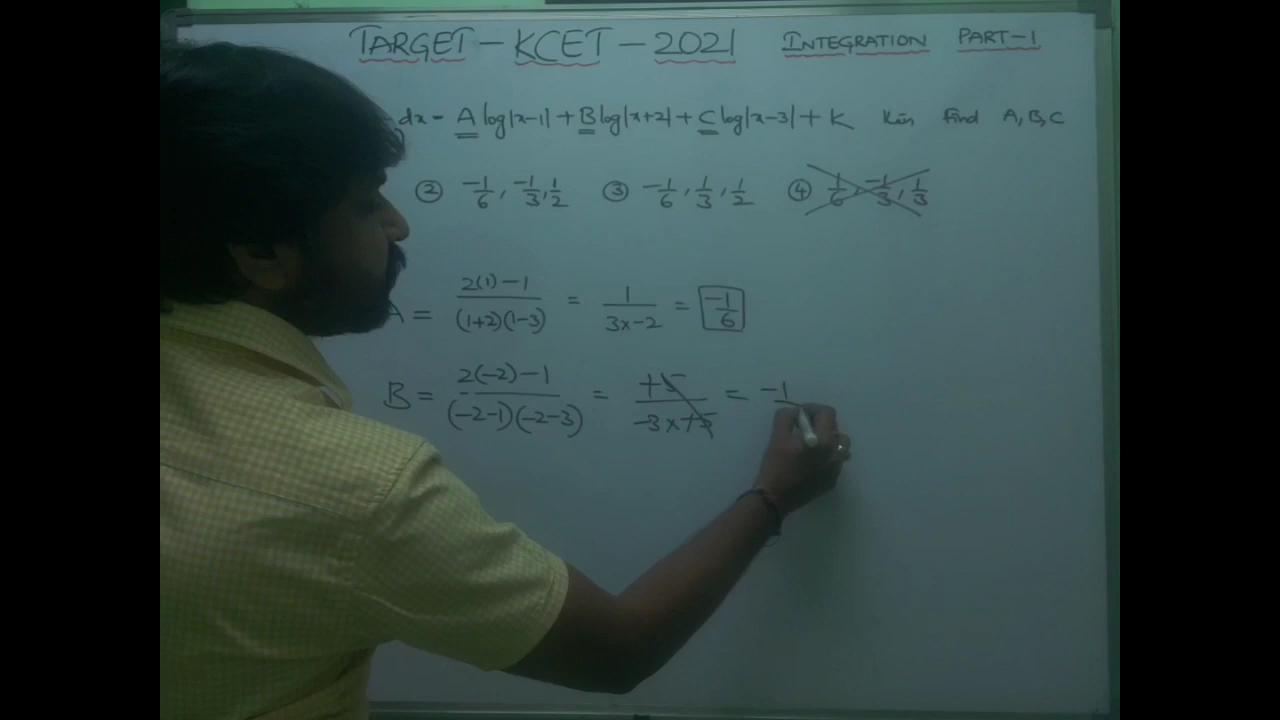 TARGET - KCET - 2021 INTEGRATION PART-1
dx = A log|x-1| + B log|x+2| + C log|x-3| + K Find A, B, C
② -1/6, -1/3, 1/2 ③ -1/6, 1/3, 1/2 ④ 1/6, -1/3, 1/3
A = 2(1)-1 / (1+2)(1-3) = 1 / 3x-2 = -1/6
B = 2(-2)-1 / (-2-1)(-2-3) = +5 / -3x+5 = -1